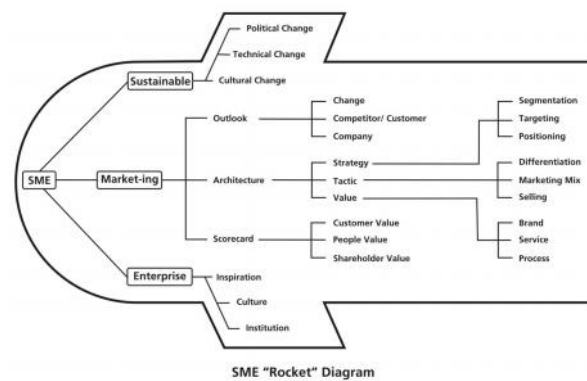 Political Change
Technical Change
Sustainable
Cultural Change
Change
Segmentation
Outlook
Competitor/ Customer
Targeting
Company
Positioning
Strategy
Differentiation
SME
Market-ing
Architecture
Tactic
Marketing Mix
Value
Selling
Customer Value
Brand
Scorecard
People Value
Service
Shareholder Value
Process
Enterprise
Inspiration
Culture
Institution
SME "Rocket" Diagram